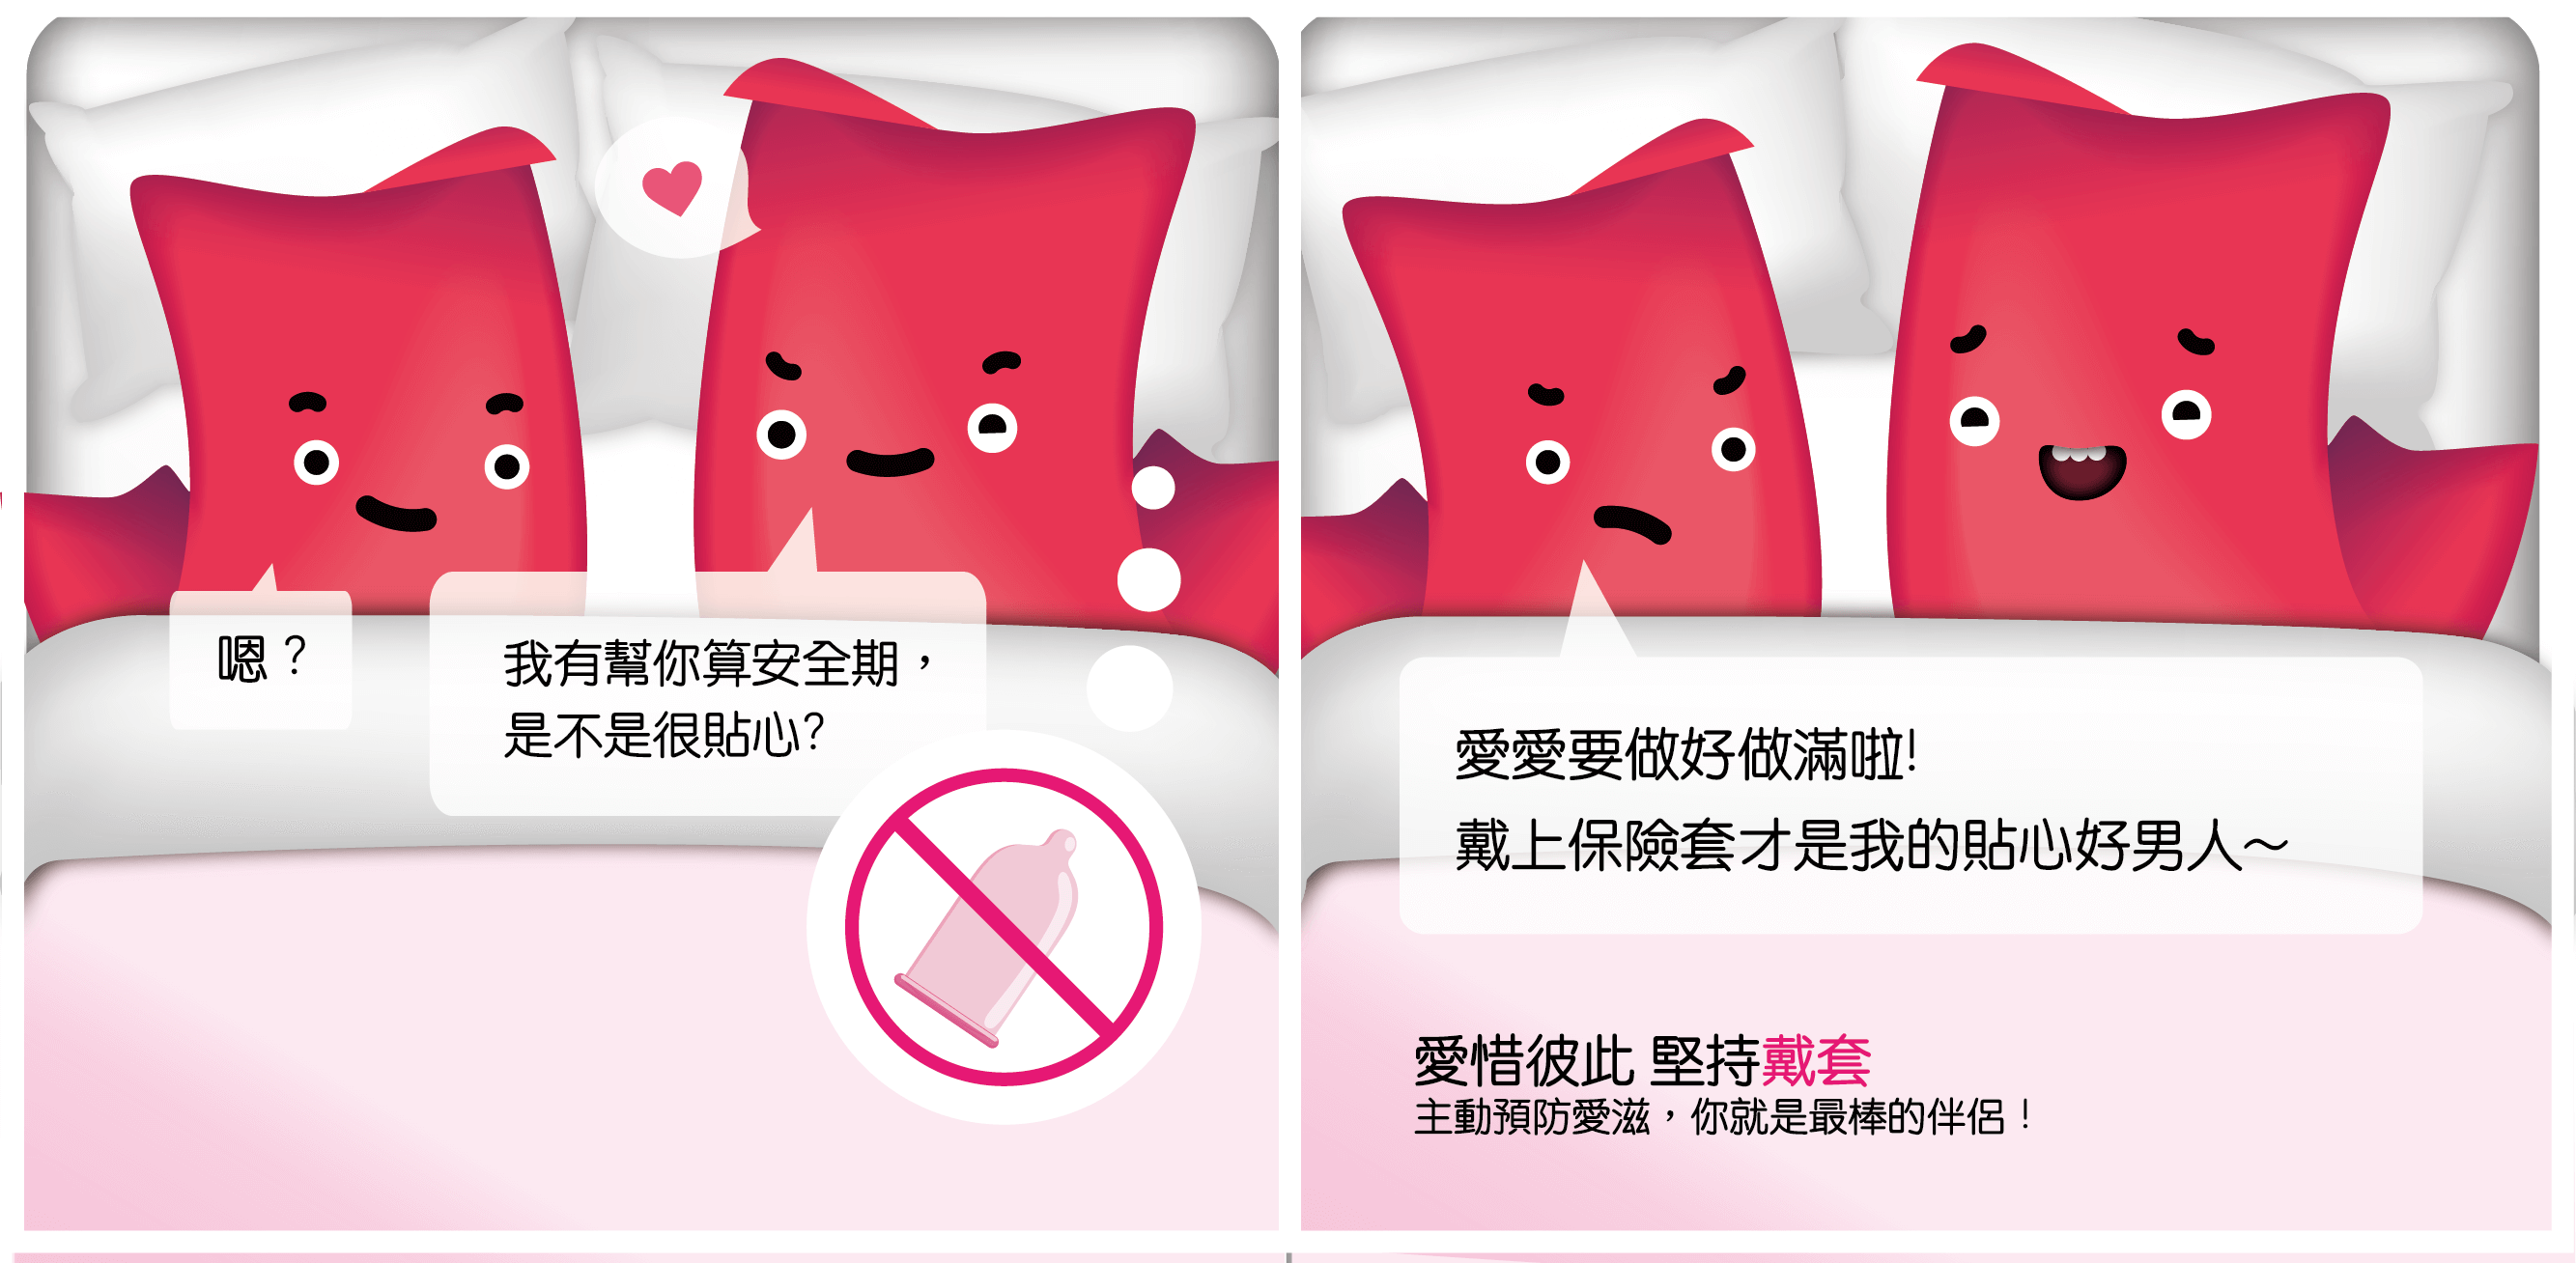 嗯？
我有幫你算安全期，
是不是很貼心?
愛愛要做好做滿啦!
戴上保險套才是我的貼心好男人～
愛惜彼此 堅持戴套
主動預防愛滋，你就是最棒的伴侶！